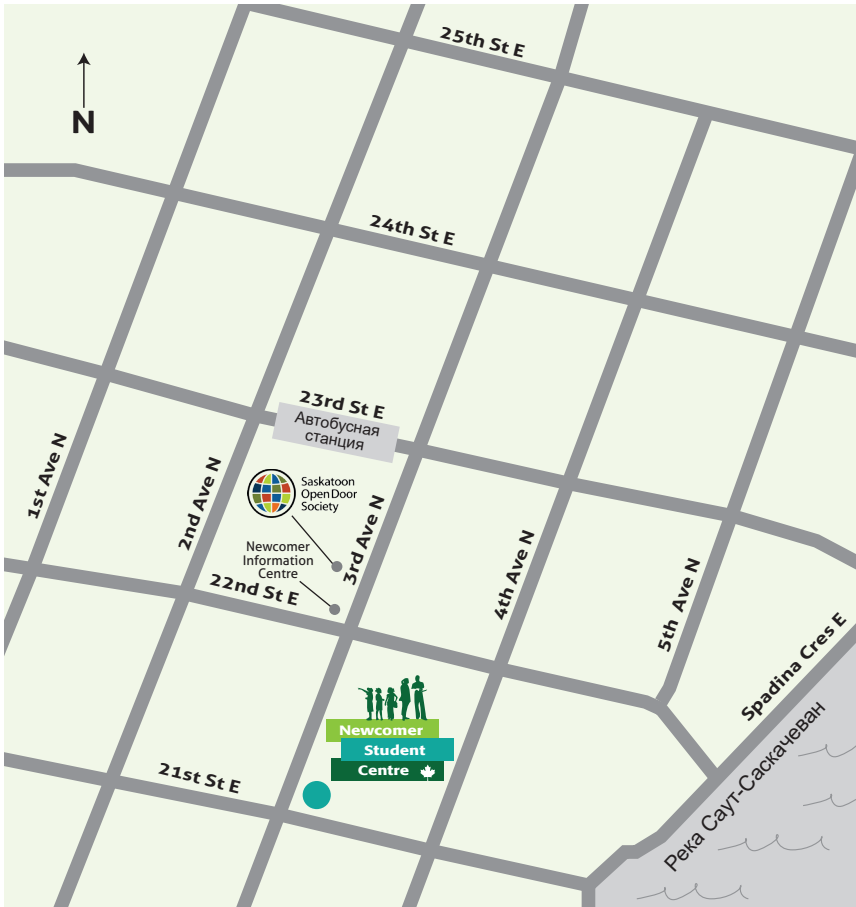 25th St E
N
24th St E
23rd St E
Автобусная
станция
1st Ave N
2nd Ave N
Saskatoon
Open Door
Society
3rd Ave N
Newcomer
Information
Centre
22nd St E
4th Ave N
5th Ave N
Spadina Cres E
Newcomer
Student
Centre
21st St E
Река Саут-Саскачеван